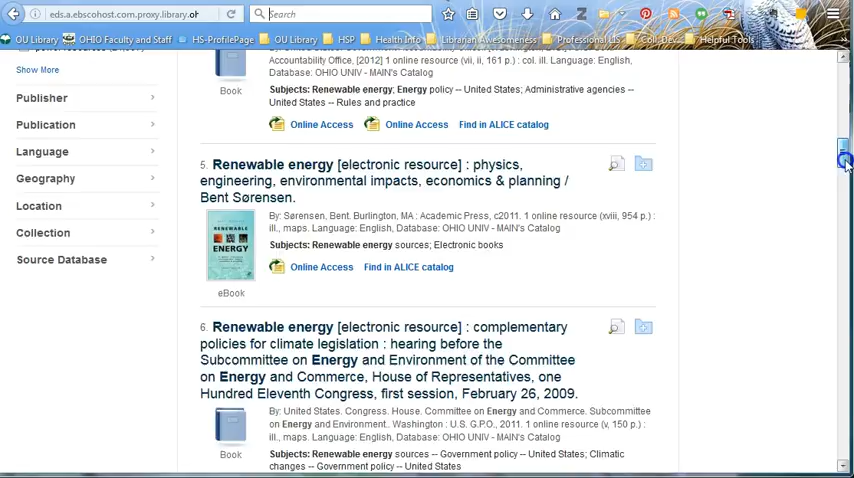 eds.a.ebscohost.com.proxy.library.oh
Search
OU Library OHIO Faculty and Staff HS-ProfilePage OU Library HSP Health Info Librarian Awesomeness Professional LIS Coll. Dev Helpful Tools
Show More
Publisher
Publication
Language
Geography
Location
Collection
Source Database
Accountability Office, [2012] 1 online resource (vii, ii, 161 p.) : col. ill. Language: English,
Database: OHIO UNIV - MAIN's Catalog
Book
Subjects: Renewable energy; Energy policy -- United States; Administrative agencies --
United States -- Rules and practice
Online Access Online Access Find in ALICE catalog
5. Renewable energy [electronic resource] : physics,
engineering, environmental impacts, economics & planning /
Bent Sørensen.
RENEWABLE
ENERGY
By: Sørensen, Bent. Burlington, MA : Academic Press, c2011. 1 online resource (xviii, 954 p.) :
ill., maps. Language: English, Database: OHIO UNIV - MAIN's Catalog
Subjects: Renewable energy sources; Electronic books
Online Access Find in ALICE catalog
eBook
6. Renewable energy [electronic resource] : complementary
policies for climate legislation : hearing before the
Subcommittee on Energy and Environment of the Committee
on Energy and Commerce, House of Representatives, one
Hundred Eleventh Congress, first session, February 26, 2009.
By: United States. Congress. House. Committee on Energy and Commerce. Subcommittee
on Energy and Environment.. Washington : U.S. G.P.O., 2011. 1 online resource (v, 150 p.) :
ill., maps. Language: English, Database: OHIO UNIV - MAIN's Catalog
Book
Subjects: Renewable energy sources -- Government policy -- United States; Climatic
changes -- Government policy -- United States